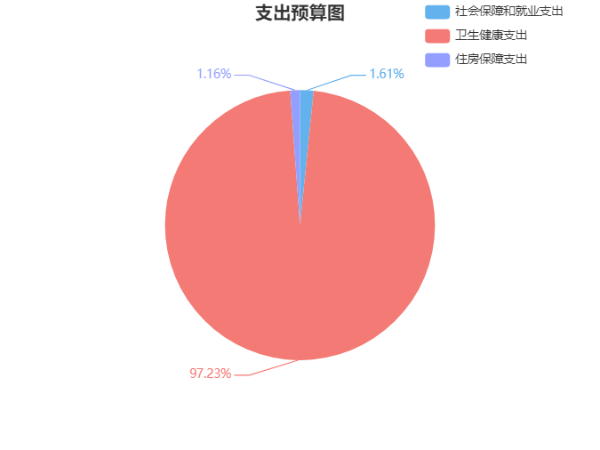 支出预算图
社会保障和就业支出
卫生健康支出
住房保障支出
1.16%
1.61%
97.23%